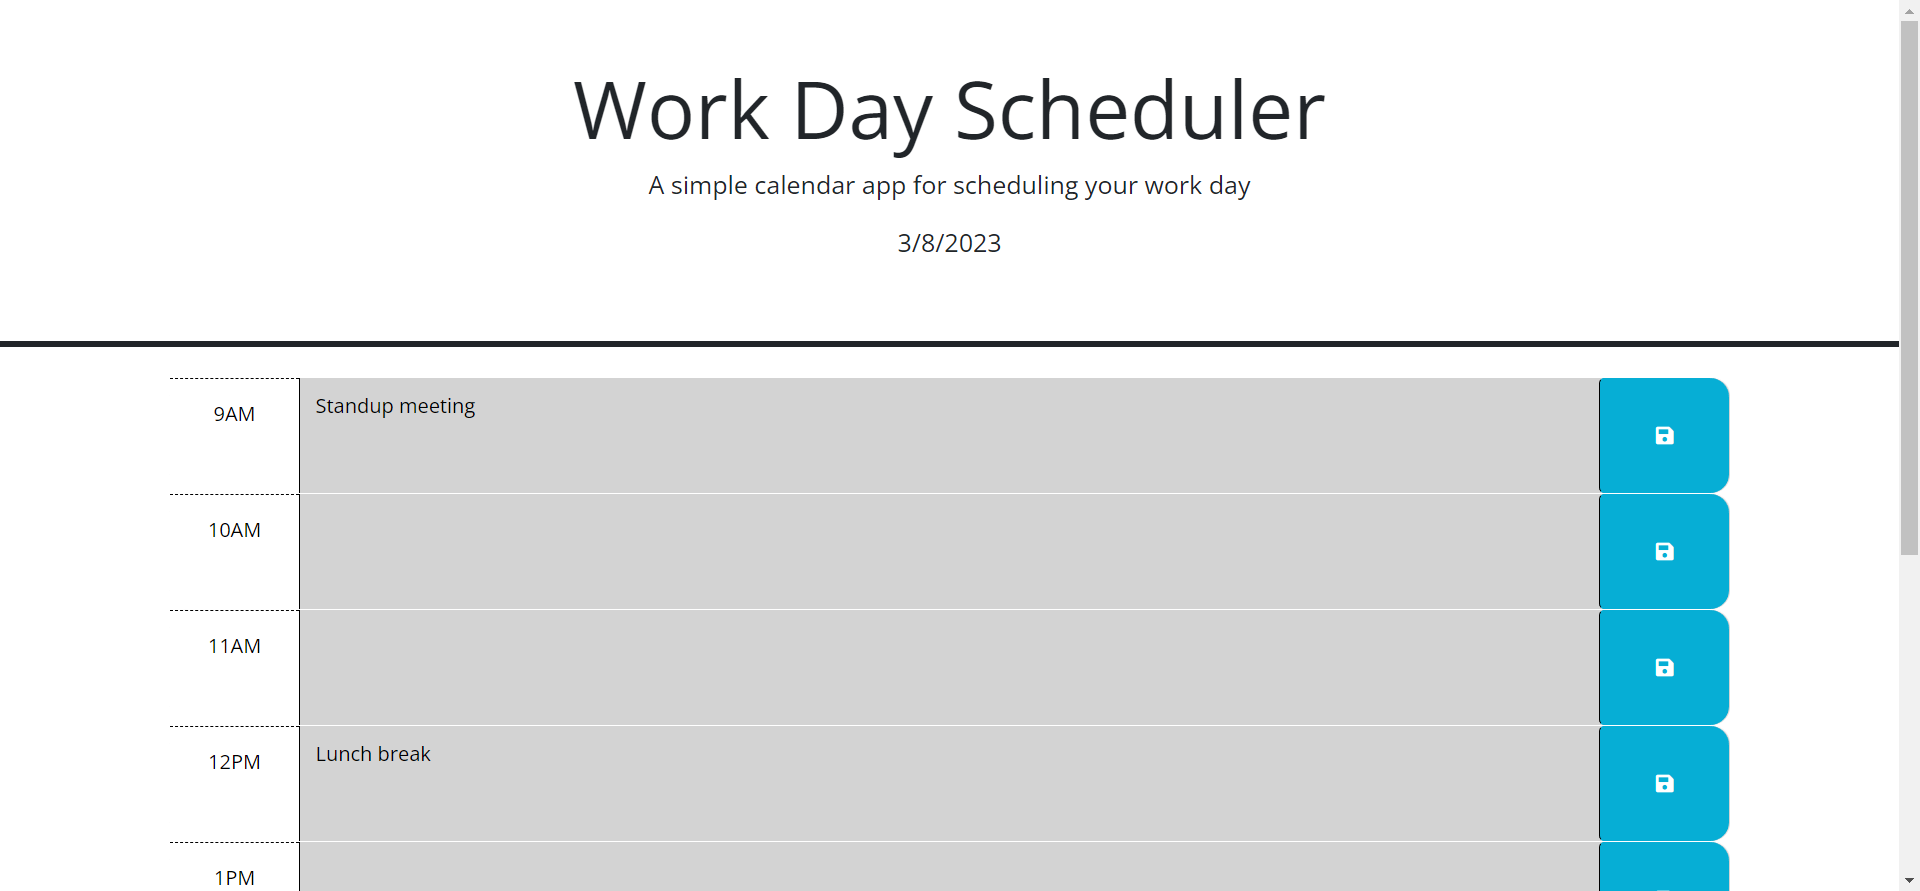 Work Day Scheduler
A simple calendar app for scheduling your work day
3/8/2023
9AM
Standup meeting
10AM
11AM
12PM
Lunch break
1PM